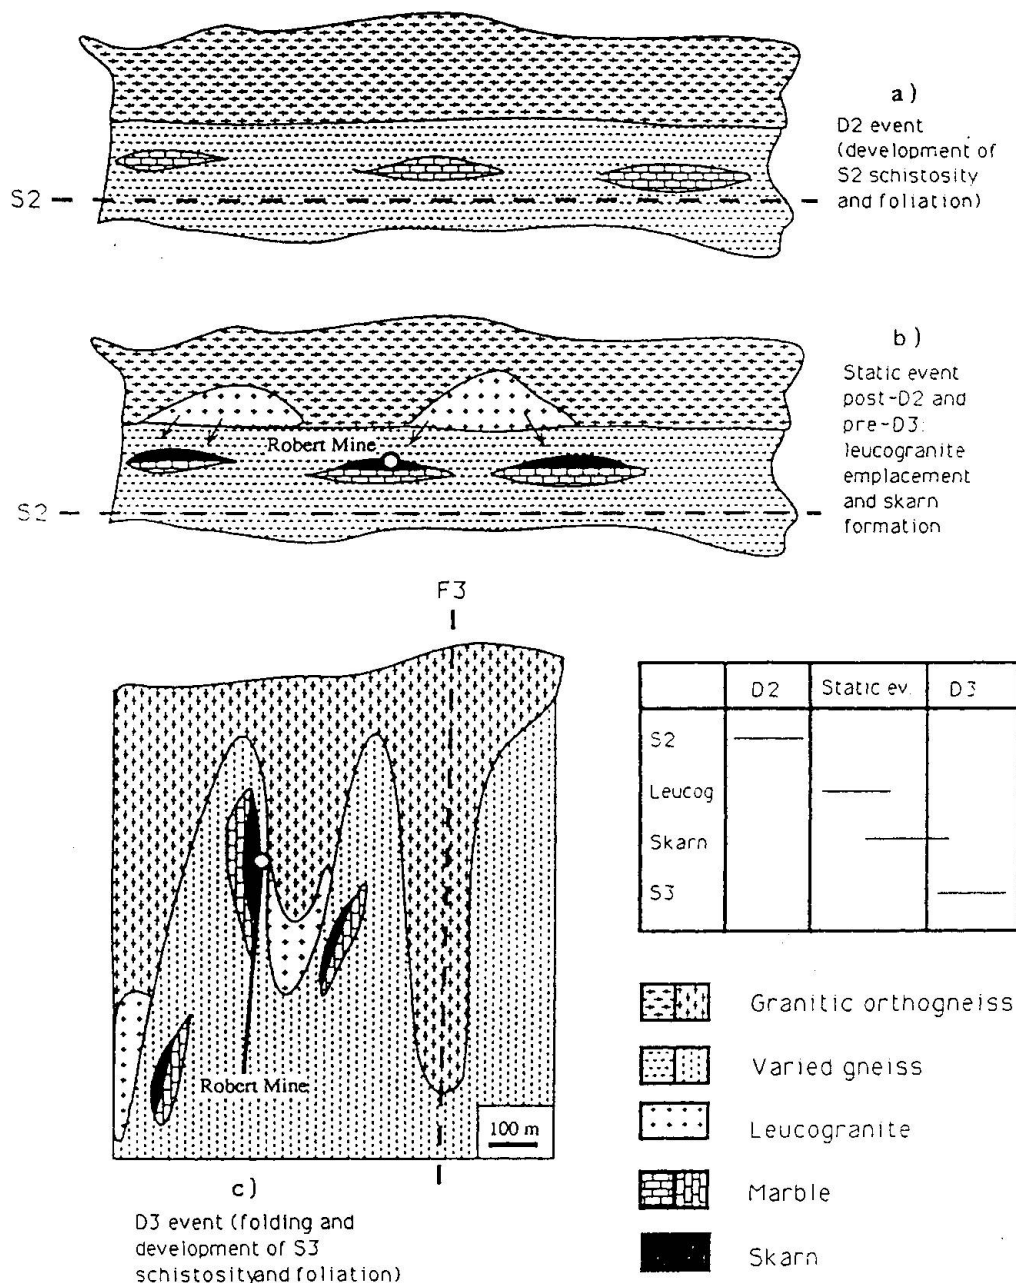 a)
D2 event
(development of
S2 schistosity
and foliation)
S2
b)
Static event
post-D2 and
pre-D3:
leucogranite
emplacement
and skarn
formation
Robert Mine
S2
F3
Robert Mine
100 m
c)
D3 event (folding and
development of S3
schistosity and foliation)
D2 Static ev. D3
S2
Leucog
Skarn
S3
Granitic orthogneiss
Varied gneiss
Leucogranite
Marble
Skarn